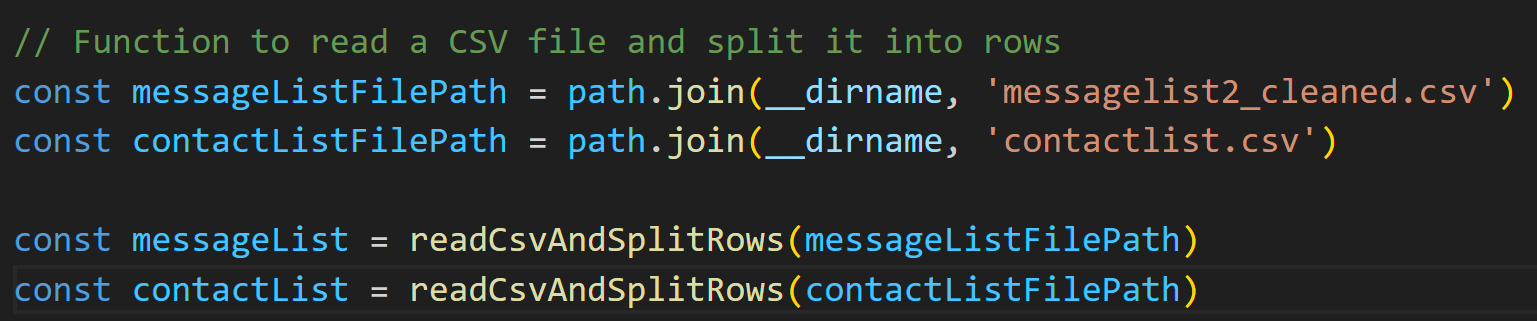 // Function to read a CSV file and split it into rows
const messageListFilePath = path.join(__dirname, 'messagelist2_cleaned.csv')
const contactListFilePath = path.join(__dirname, 'contactlist.csv')
const messageList = readCsvAndSplitRows(messageListFilePath)
const contactList = readCsvAndSplitRows(contactListFilePath)